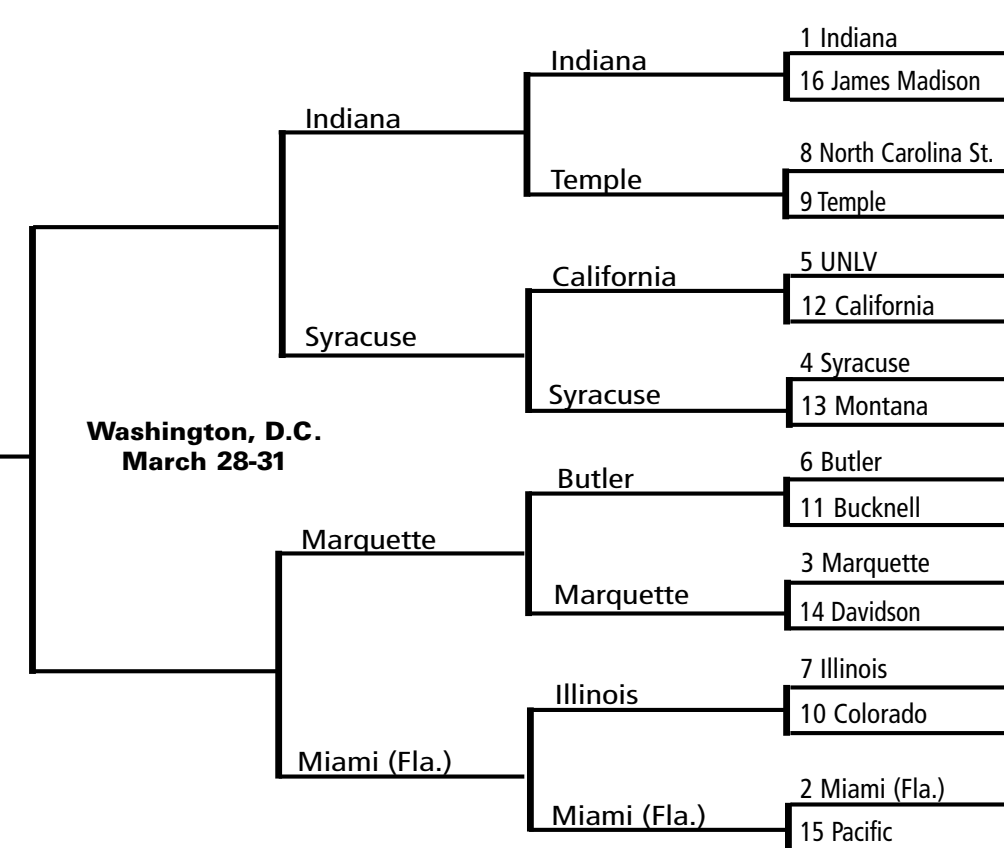 1 Indiana
16 James Madison
8 North Carolina St.
9 Temple
5 UNLV
12 California
4 Syracuse
13 Montana
6 Butler
11 Bucknell
3 Marquette
14 Davidson
7 Illinois
10 Colorado
2 Miami (Fla.)
15 Pacific
Indiana
Temple
California
Syracuse
Butler
Marquette
Illinois
Miami (Fla.)
Indiana
Syracuse
Marquette
Miami (Fla.)
Washington, D.C.
March 28-31